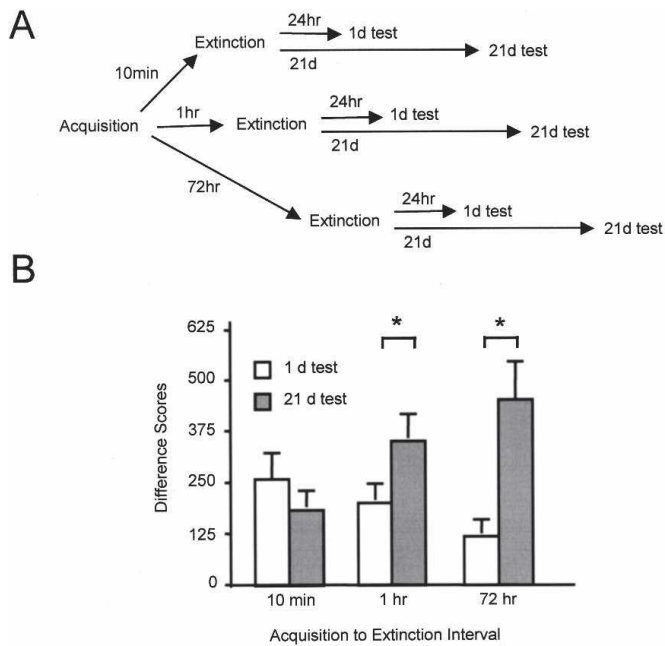 A
24hr
Extinction
1d test
10min
21d
21d test
24hr
1hr
Acquisition
Extinction
1d test
21d
21d test
72hr
24hr
Extinction
1d test
21d
21d test
B
625
* *
500
1 d test
21 d test
375
250
125
0
Difference Scores
10 min 1 hr 72 hr
Acquisition to Extinction Interval